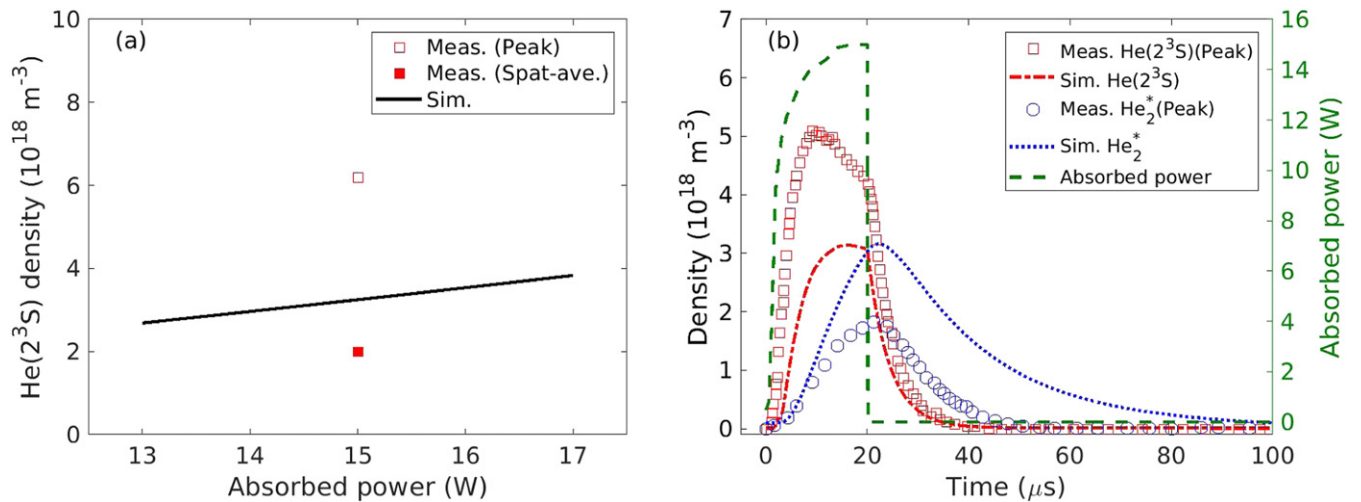 (a)
Meas. (Peak)
Meas. (Spat-ave.)
Sim.
He(2³S) density (10¹⁸ m⁻³)
10
8
6
4
2
0
13 14 15 16 17
Absorbed power (W)
(b)
Meas. He(2³S)(Peak)
Sim. He(2³S)
Meas. He₂*(Peak)
Sim. He₂*
Absorbed power
Density (10¹⁸ m⁻³)
7
6
5
4
3
2
1
0
0 20 40 60 80 100
Time (μs)
16
14
12
10
8
6
4
2
0
Absorbed power (W)